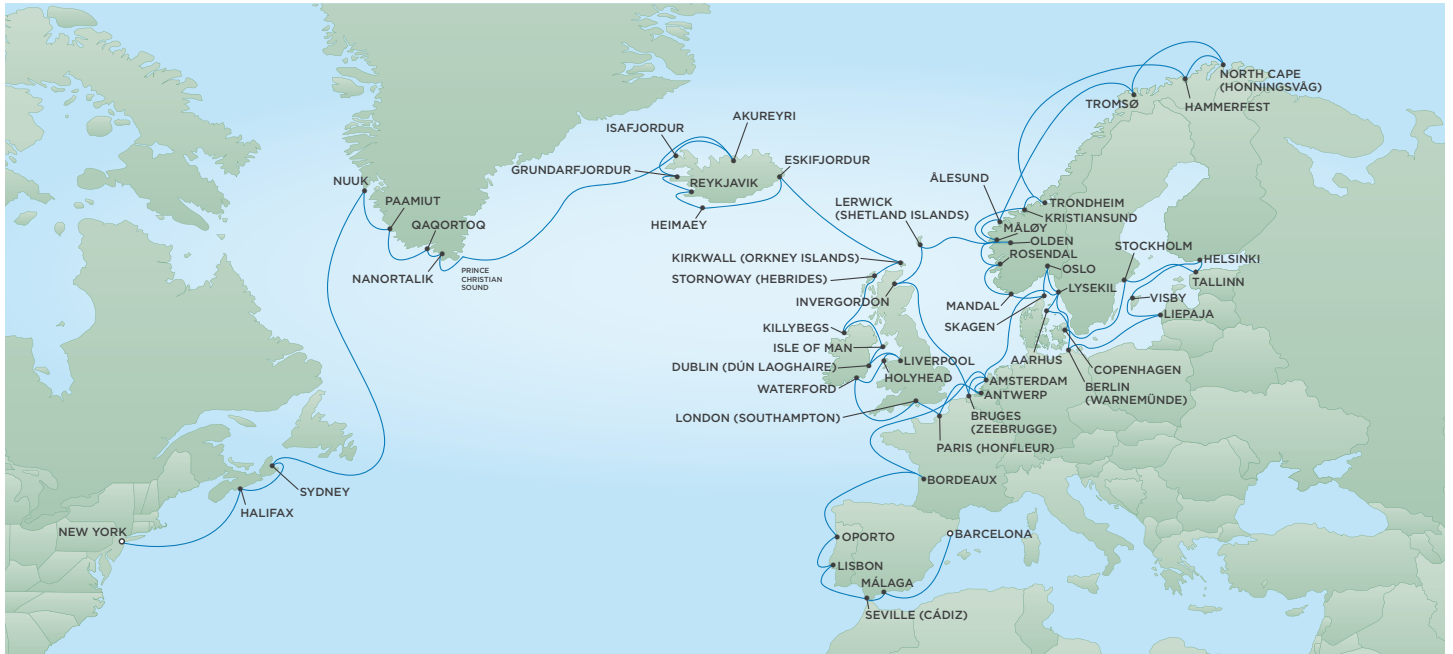 NORTH CAPE
(HONNINGSVÅG)
TROMSØ
HAMMERFEST
AKUREYRI
ISAFJORDUR
ESKIFJORDUR
GRUNDARFJORDUR
NUUK
REYKJAVIK
ÅLESUND
PAAMIUT
LERWICK
(SHETLAND ISLANDS)
TRONDHEIM
KRISTIANSUND
QAQORTOQ
HEIMAEY
MÅLØY
OLDEN
STOCKHOLM
ROSENDAL
KIRKWALL (ORKNEY ISLANDS)
HELSINKI
OSLO
NANORTALIK
PRINCE
CHRISTIAN
SOUND
STORNOWAY (HEBRIDES)
TALLINN
LYSEKIL
INVERGORDON
MANDAL
VISBY
LIEPAJA
SKAGEN
KILLYBEGS
ISLE OF MAN
AARHUS
LIVERPOOL
DUBLIN (DÚN LAOGHAIRE)
COPENHAGEN
HOLYHEAD
AMSTERDAM
WATERFORD
ANTWERP
BERLIN
(WARNEMÜNDE)
LONDON (SOUTHAMPTON)
BRUGES
(ZEEBRUGGE)
PARIS (HONFLEUR)
BORDEAUX
SYDNEY
HALIFAX
NEW YORK
BARCELONA
OPORTO
LISBON
MÁLAGA
SEVILLE (CÁDIZ)